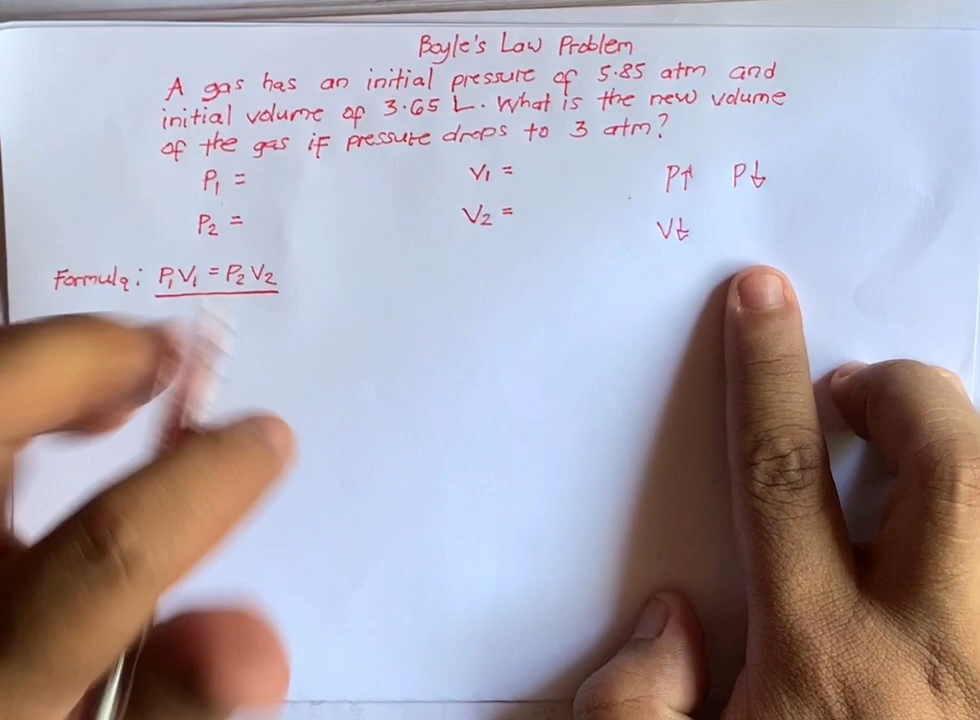 Boyle's Law Problem
A gas has an initial pressure of 5.85 atm and
initial volume of 3.65 L. What is the new volume
of the gas if pressure drops to 3 atm?
P₁ = V₁ = P↑ P↓
P₂ = V₂ = V↓
Formula: P₁V₁ = P₂V₂